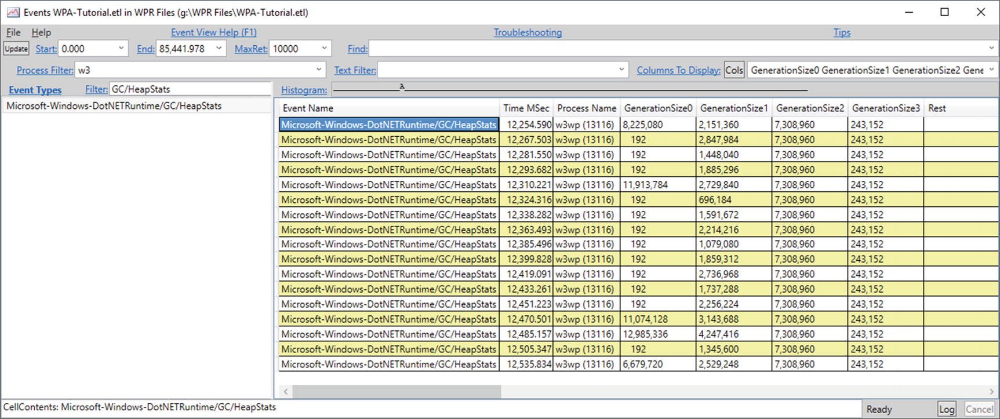 Events WPA-Tutorial.etl in WPR Files (g:\WPR Files\WPA-Tutorial.etl)
File Help Event View Help (F1) Troubleshooting Tips
Update Start: 0.000 End: 85,441.978 MaxRet: 10000 Find:
Process Filter: w3 Text Filter: Columns To Display: Cols GenerationSize0 GenerationSize1 GenerationSize2 Gene
Event Types Filter: GC/HeapStats Histogram: A
Microsoft-Windows-DotNETRuntime/GC/HeapStats
Event Name Time MSec Process Name GenerationSize0 GenerationSize1 GenerationSize2 GenerationSize3 Rest
Microsoft-Windows-DotNETRuntime/GC/HeapStats 12,254.590 w3wp (13116) 8,225,080 2,151,360 7,308,960 243,152
Microsoft-Windows-DotNETRuntime/GC/HeapStats 12,267.503 w3wp (13116) 192 2,847,984 7,308,960 243,152
Microsoft-Windows-DotNETRuntime/GC/HeapStats 12,281.550 w3wp (13116) 192 1,448,040 7,308,960 243,152
Microsoft-Windows-DotNETRuntime/GC/HeapStats 12,293.682 w3wp (13116) 192 1,885,296 7,308,960 243,152
Microsoft-Windows-DotNETRuntime/GC/HeapStats 12,310.221 w3wp (13116) 11,913,784 2,729,840 7,308,960 243,152
Microsoft-Windows-DotNETRuntime/GC/HeapStats 12,324.316 w3wp (13116) 192 696,184 7,308,960 243,152
Microsoft-Windows-DotNETRuntime/GC/HeapStats 12,338.282 w3wp (13116) 192 1,591,672 7,308,960 243,152
Microsoft-Windows-DotNETRuntime/GC/HeapStats 12,363.493 w3wp (13116) 192 2,214,216 7,308,960 243,152
Microsoft-Windows-DotNETRuntime/GC/HeapStats 12,385.496 w3wp (13116) 192 1,079,080 7,308,960 243,152
Microsoft-Windows-DotNETRuntime/GC/HeapStats 12,399.828 w3wp (13116) 192 1,859,312 7,308,960 243,152
Microsoft-Windows-DotNETRuntime/GC/HeapStats 12,419.091 w3wp (13116) 192 2,736,968 7,308,960 243,152
Microsoft-Windows-DotNETRuntime/GC/HeapStats 12,433.261 w3wp (13116) 192 1,737,288 7,308,960 243,152
Microsoft-Windows-DotNETRuntime/GC/HeapStats 12,451.223 w3wp (13116) 192 2,256,224 7,308,960 243,152
Microsoft-Windows-DotNETRuntime/GC/HeapStats 12,470.501 w3wp (13116) 11,074,128 3,143,688 7,308,960 243,152
Microsoft-Windows-DotNETRuntime/GC/HeapStats 12,485.157 w3wp (13116) 12,985,336 4,247,416 7,308,960 243,152
Microsoft-Windows-DotNETRuntime/GC/HeapStats 12,505.347 w3wp (13116) 192 1,345,600 7,308,960 243,152
Microsoft-Windows-DotNETRuntime/GC/HeapStats 12,535.834 w3wp (13116) 6,679,720 2,529,248 7,308,960 243,152
CellContents: Microsoft-Windows-DotNETRuntime/GC/HeapStats Ready Log Cancel